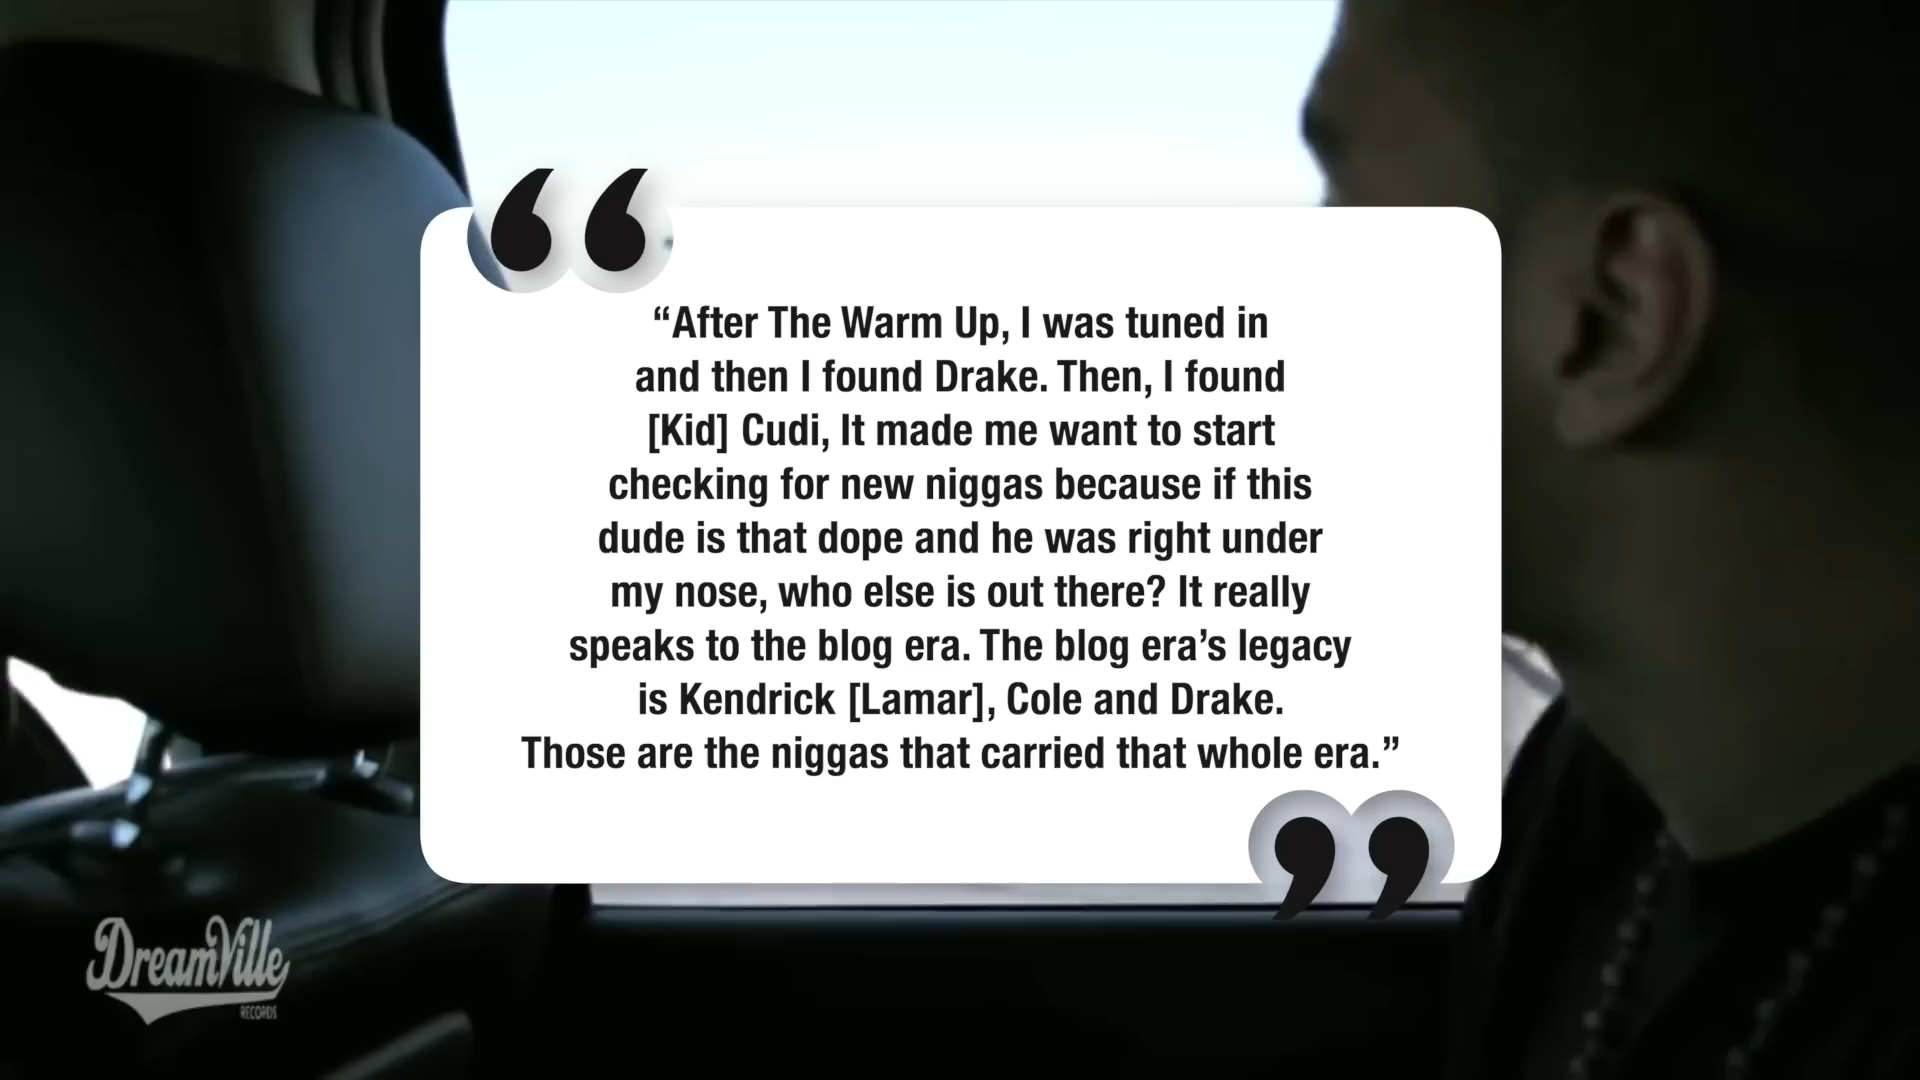 “After The Warm Up, I was tuned in
and then I found Drake. Then, I found
[Kid] Cudi, It made me want to start
checking for new niggas because if this
dude is that dope and he was right under
my nose, who else is out there? It really
speaks to the blog era. The blog era’s legacy
is Kendrick [Lamar], Cole and Drake.
Those are the niggas that carried that whole era.”
DreamVille
RECORDS